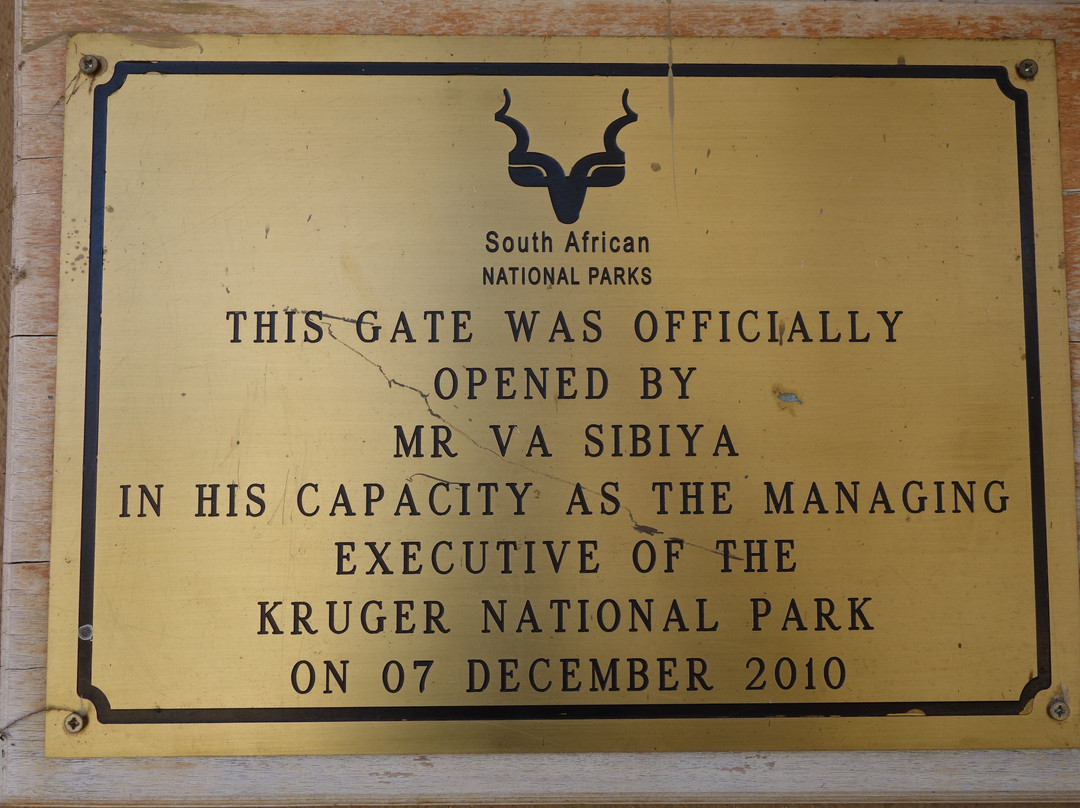 South African
NATIONAL PARKS
THIS GATE WAS OFFICIALLY
OPENED BY
MR VA SIBIYA
IN HIS CAPACITY AS THE MANAGING
EXECUTIVE OF THE
KRUGER NATIONAL PARK
ON 07 DECEMBER 2010